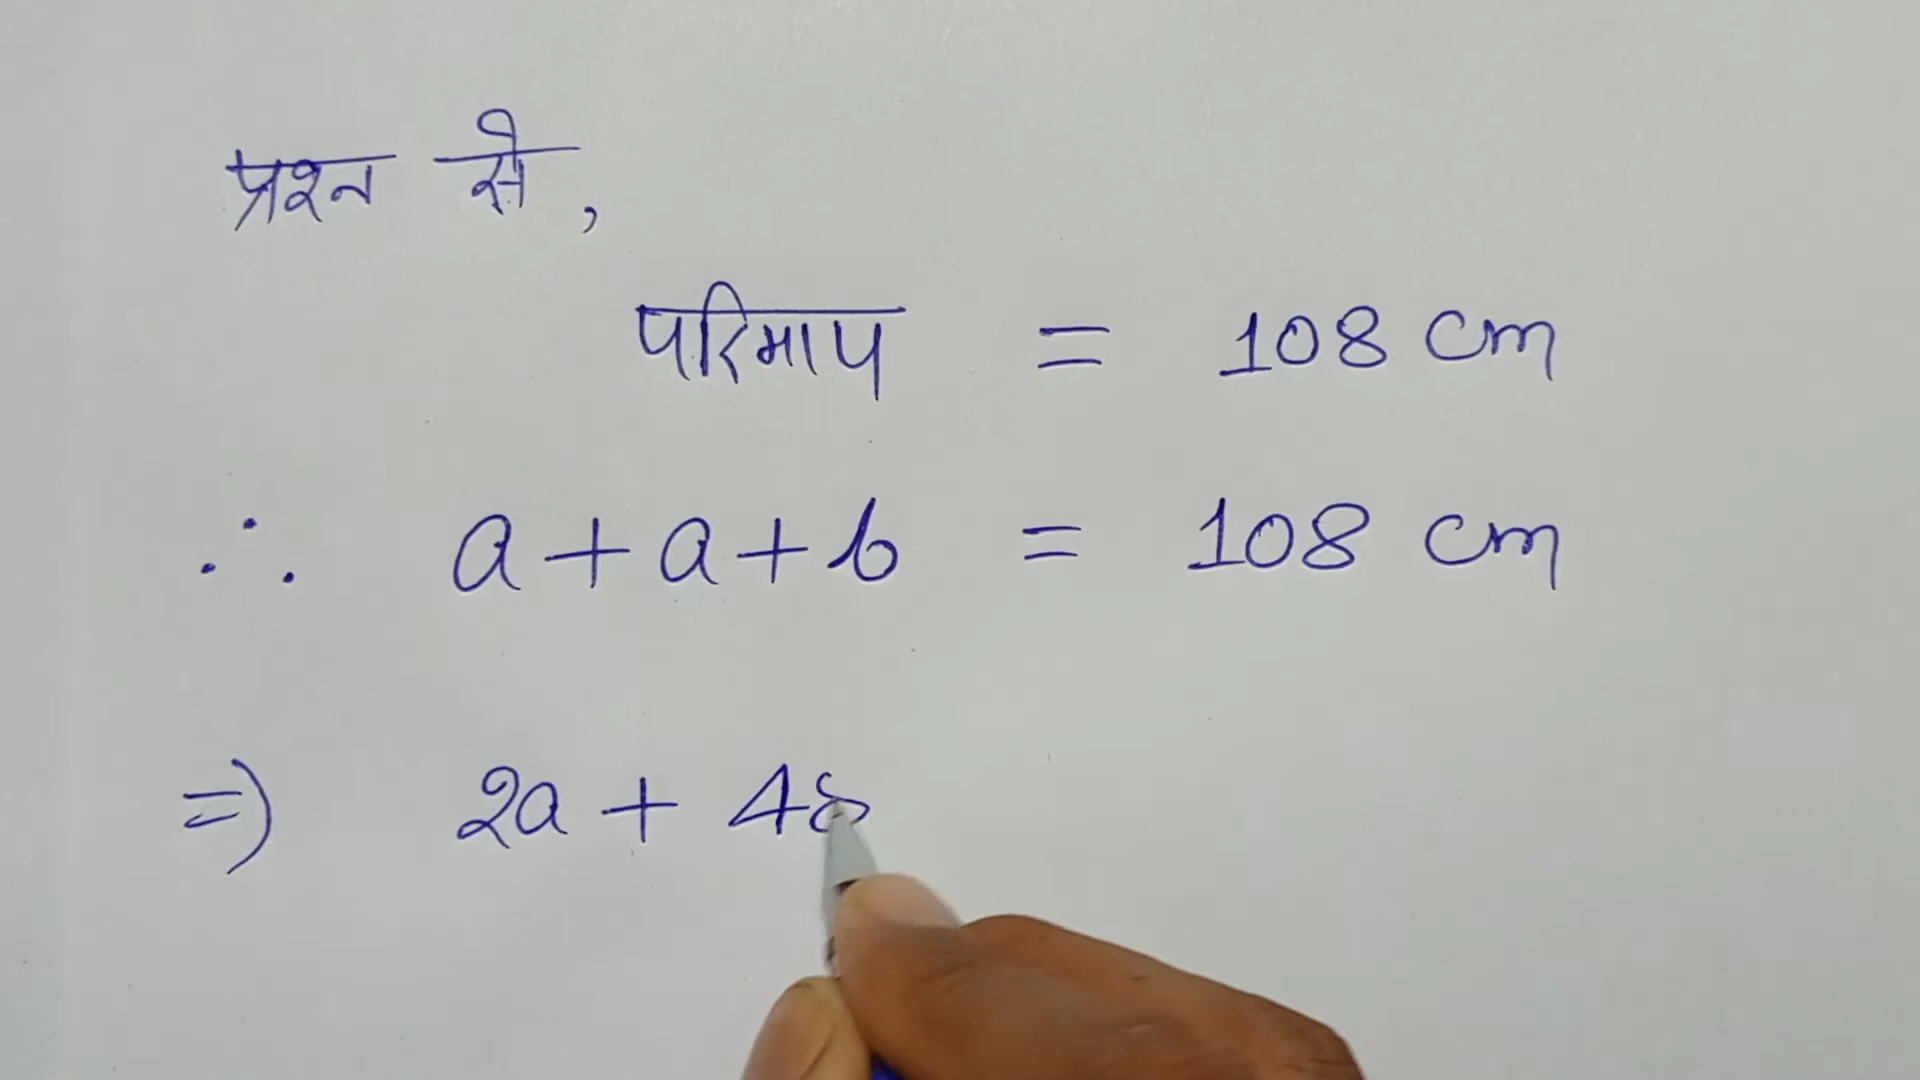 प्रश्न से,
परिमाप = 108 cm
∴ a + a + b = 108 cm
⇒ 2a + 48